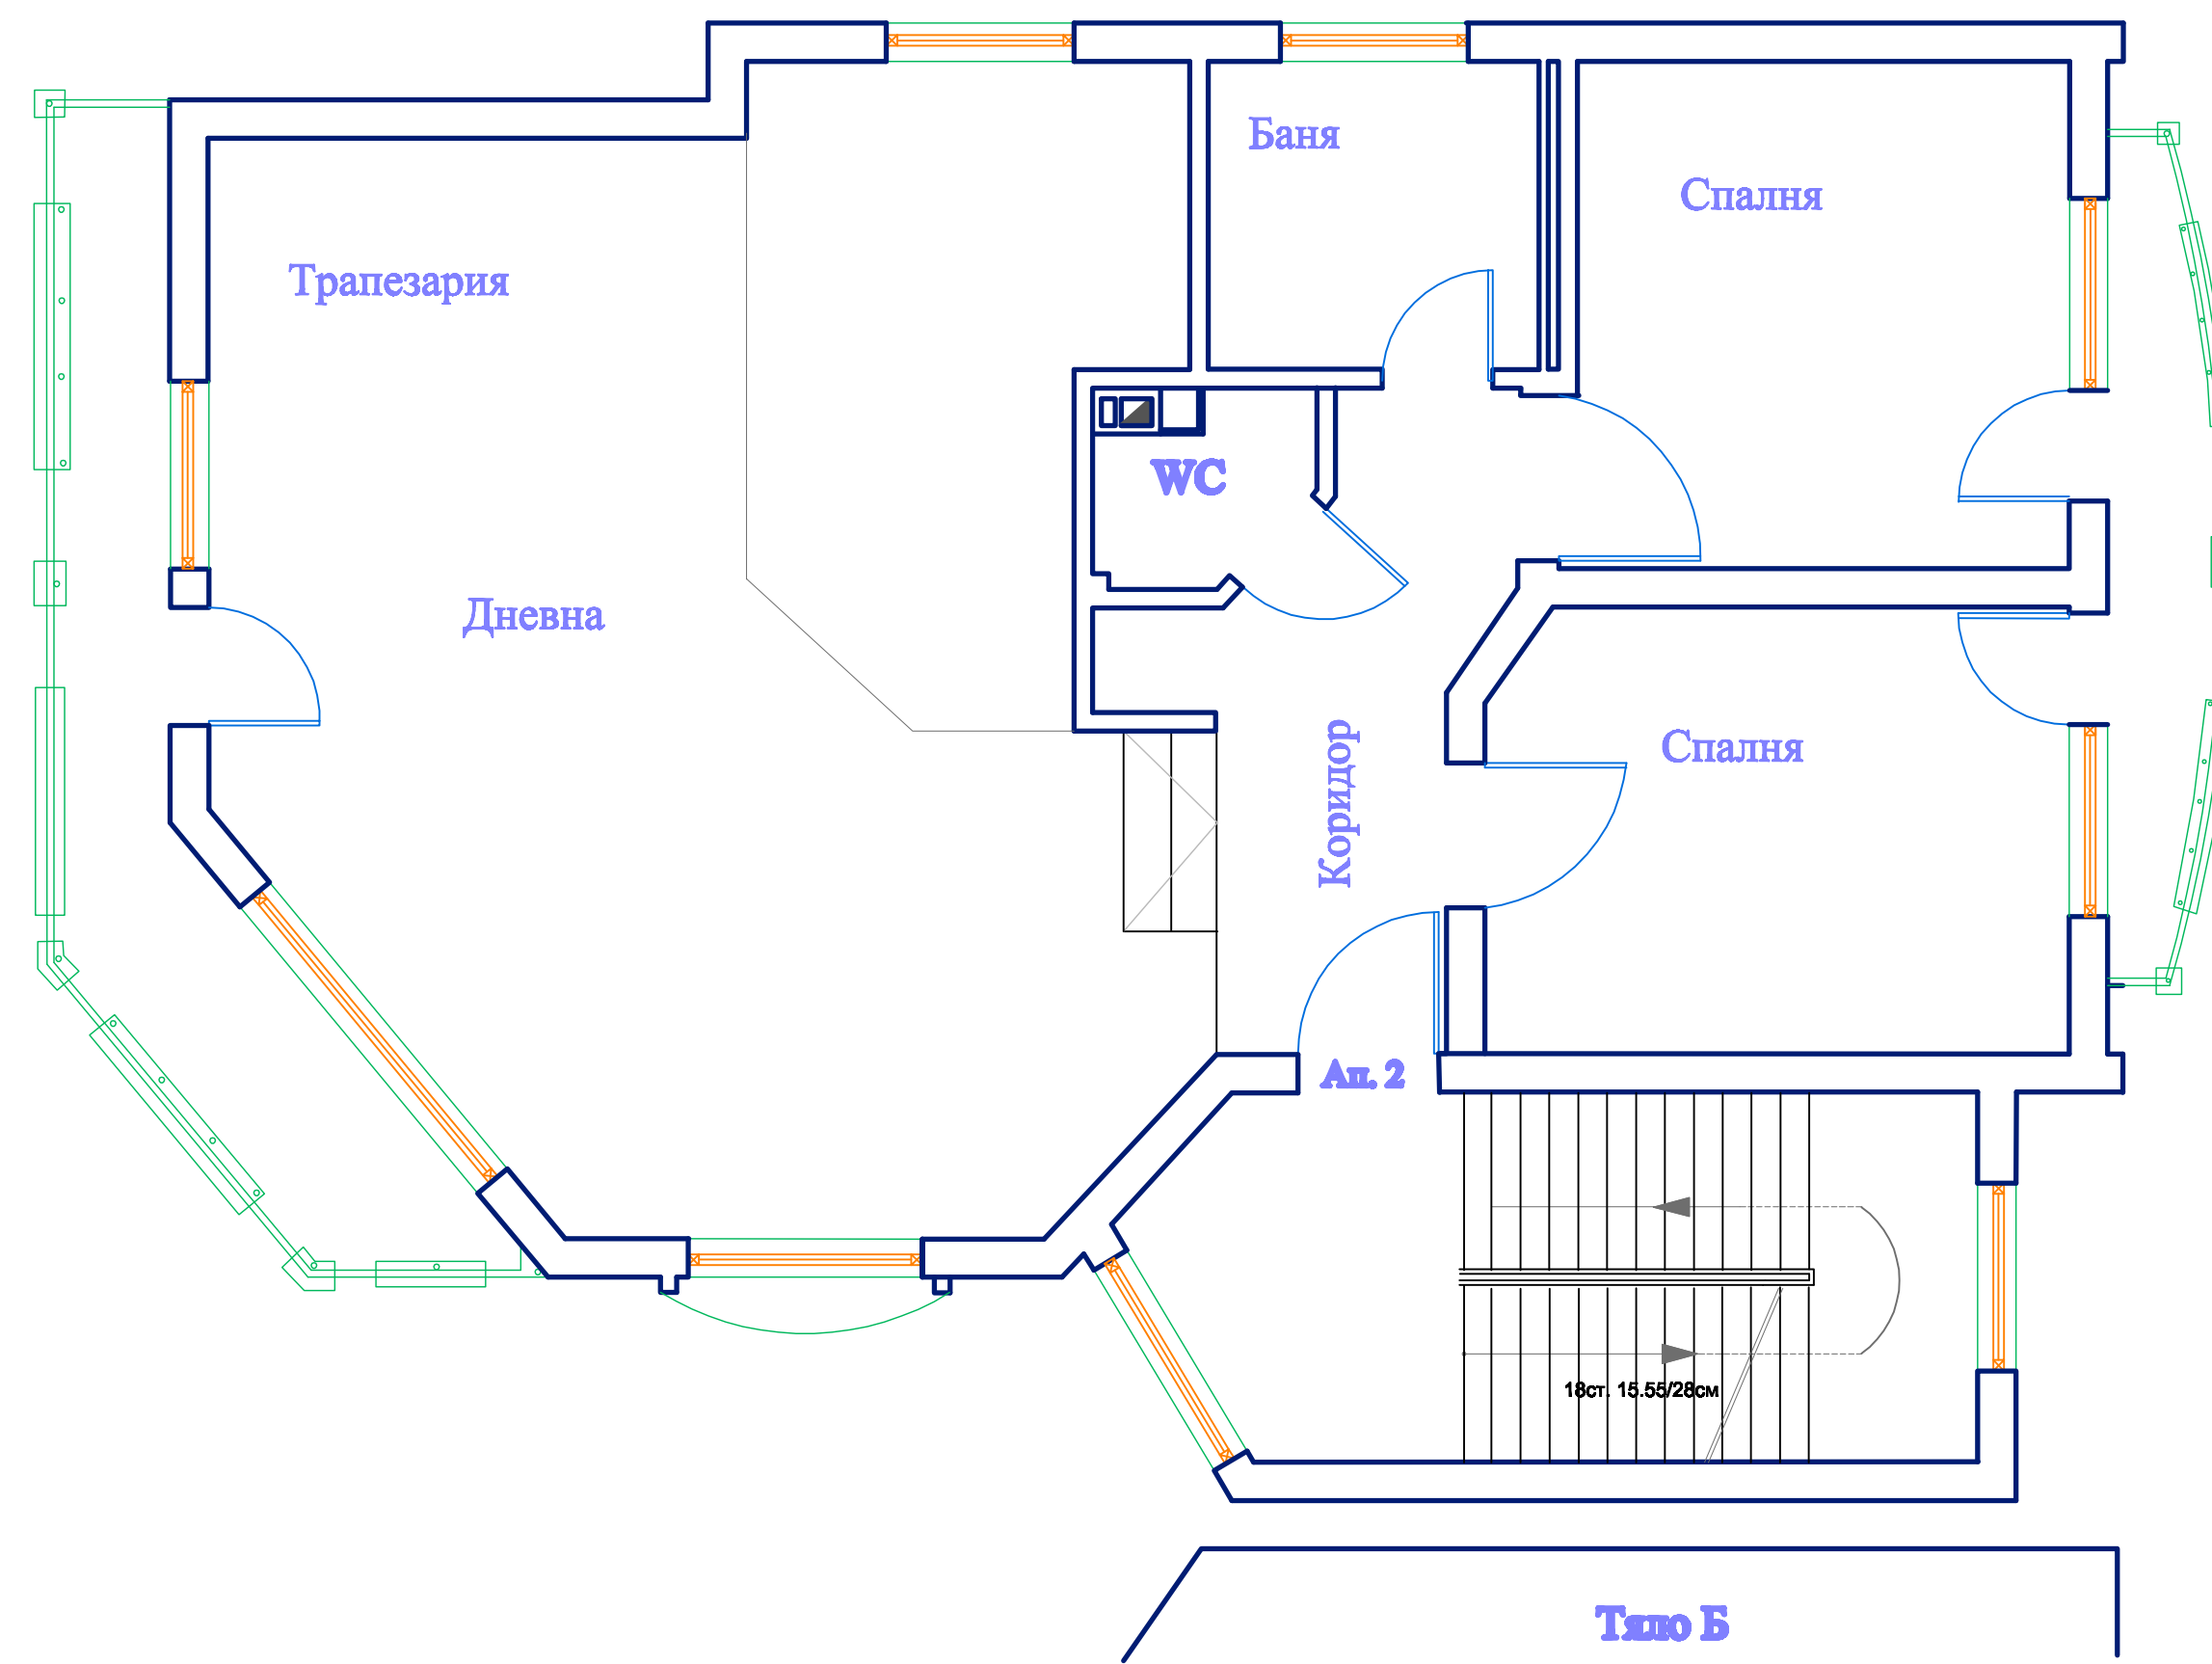 Баня
Спалня
Трапезария
WC
Дневна
Коридор
Спалня
Ап. 2
18ст. 15.55/28см
Тяло Б